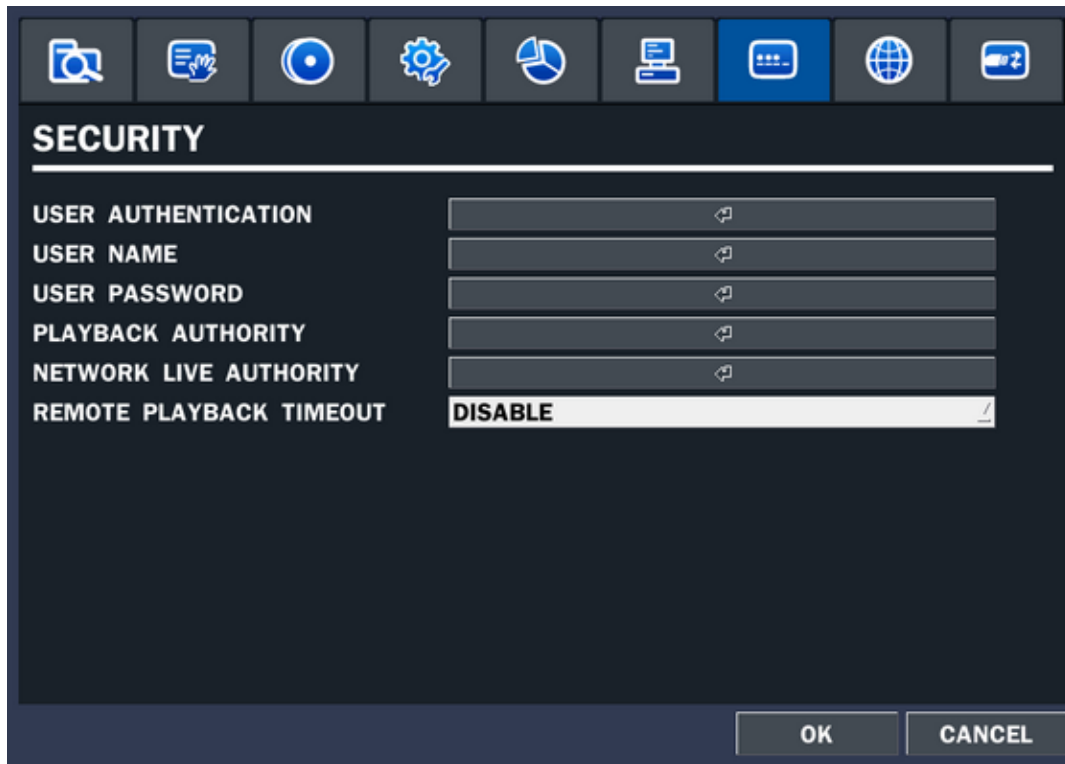 SECURITY
USER AUTHENTICATION
USER NAME
USER PASSWORD
PLAYBACK AUTHORITY
NETWORK LIVE AUTHORITY
REMOTE PLAYBACK TIMEOUT DISABLE
OK CANCEL